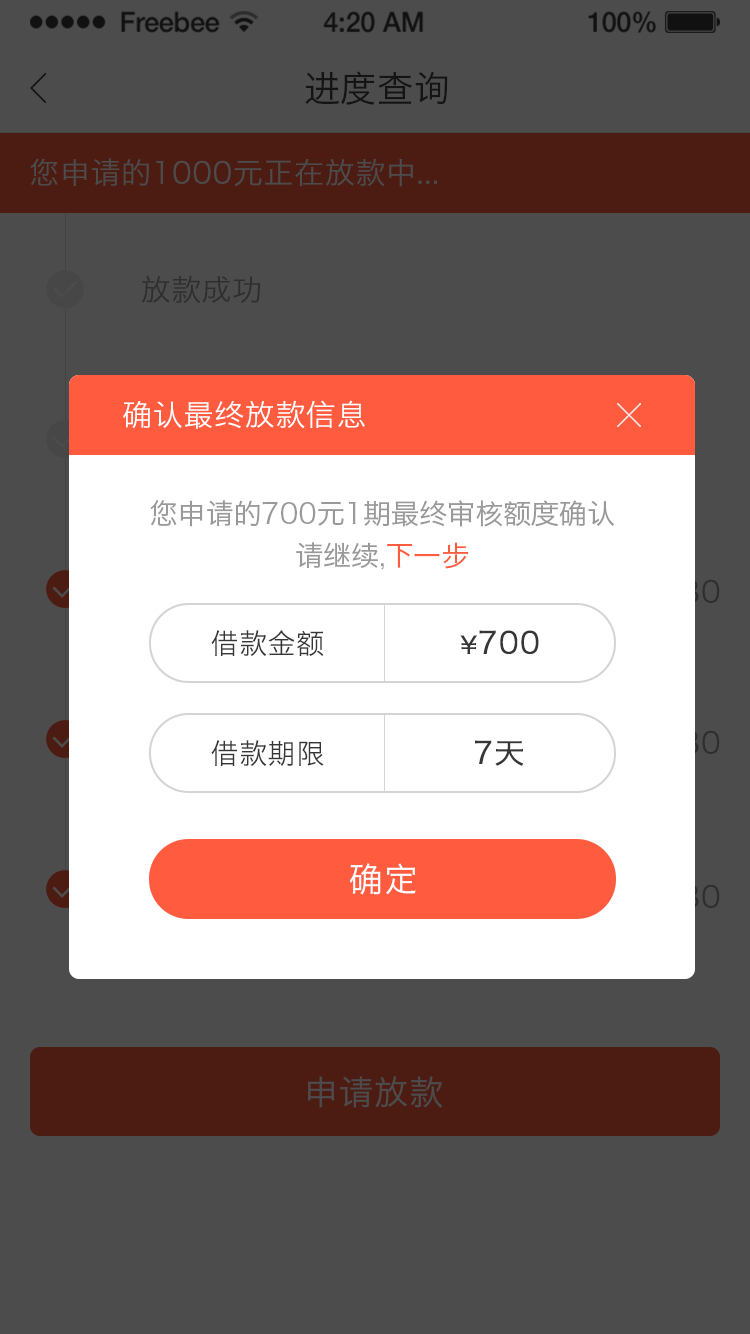 Freebee 4:20 AM 100%
进度查询
您申请的1000元正在放款中...
放款成功
确认最终放款信息
您申请的700元1期最终审核额度确认
请继续,下一步
借款金额 ¥700
借款期限 7天
确定
申请放款